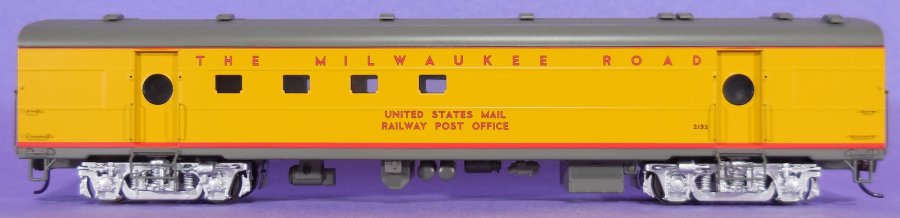 THE MILWAUKEE ROAD
UNITED STATES MAIL
RAILWAY POST OFFICE
2152